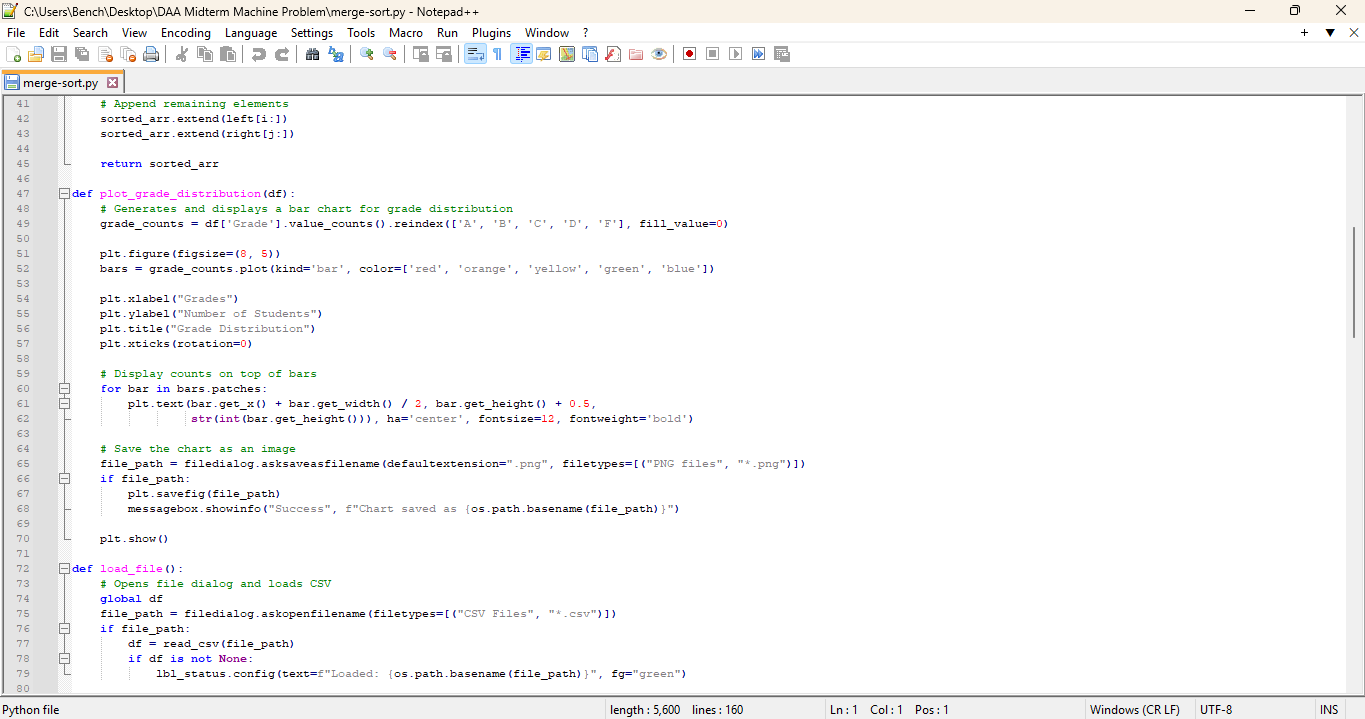 C:\Users\Bench\Desktop\DAA Midterm Machine Problem\merge-sort.py - Notepad++
File Edit Search View Encoding Language Settings Tools Macro Run Plugins Window ?
merge-sort.py
41 # Append remaining elements
42 sorted_arr.extend(left[i:])
43 sorted_arr.extend(right[j:])
44
45 return sorted_arr
46
47 def plot_grade_distribution(df):
48 # Generates and displays a bar chart for grade distribution
49 grade_counts = df['Grade'].value_counts().reindex(['A', 'B', 'C', 'D', 'F'], fill_value=0)
50
51 plt.figure(figsize=(8, 5))
52 bars = grade_counts.plot(kind='bar', color=['red', 'orange', 'yellow', 'green', 'blue'])
53
54 plt.xlabel("Grades")
55 plt.ylabel("Number of Students")
56 plt.title("Grade Distribution")
57 plt.xticks(rotation=0)
58
59 # Display counts on top of bars
60 for bar in bars.patches:
61 plt.text(bar.get_x() + bar.get_width() / 2, bar.get_height() + 0.5,
62 str(int(bar.get_height())), ha='center', fontsize=12, fontweight='bold')
63
64 # Save the chart as an image
65 file_path = filedialog.asksaveasfilename(defaultextension=".png", filetypes=[("PNG files", "*.png")])
66 if file_path:
67 plt.savefig(file_path)
68 messagebox.showinfo("Success", f"Chart saved as {os.path.basename(file_path)}")
69
70 plt.show()
71
72 def load_file():
73 # Opens file dialog and loads CSV
74 global df
75 file_path = filedialog.askopenfilename(filetypes=[("CSV Files", "*.csv")])
76 if file_path:
77 df = read_csv(file_path)
78 if df is not None:
79 lbl_status.config(text=f"Loaded: {os.path.basename(file_path)}", fg="green")
80
Python file length : 5,600 lines : 160 Ln : 1 Col : 1 Pos : 1 Windows (CR LF) UTF-8 INS